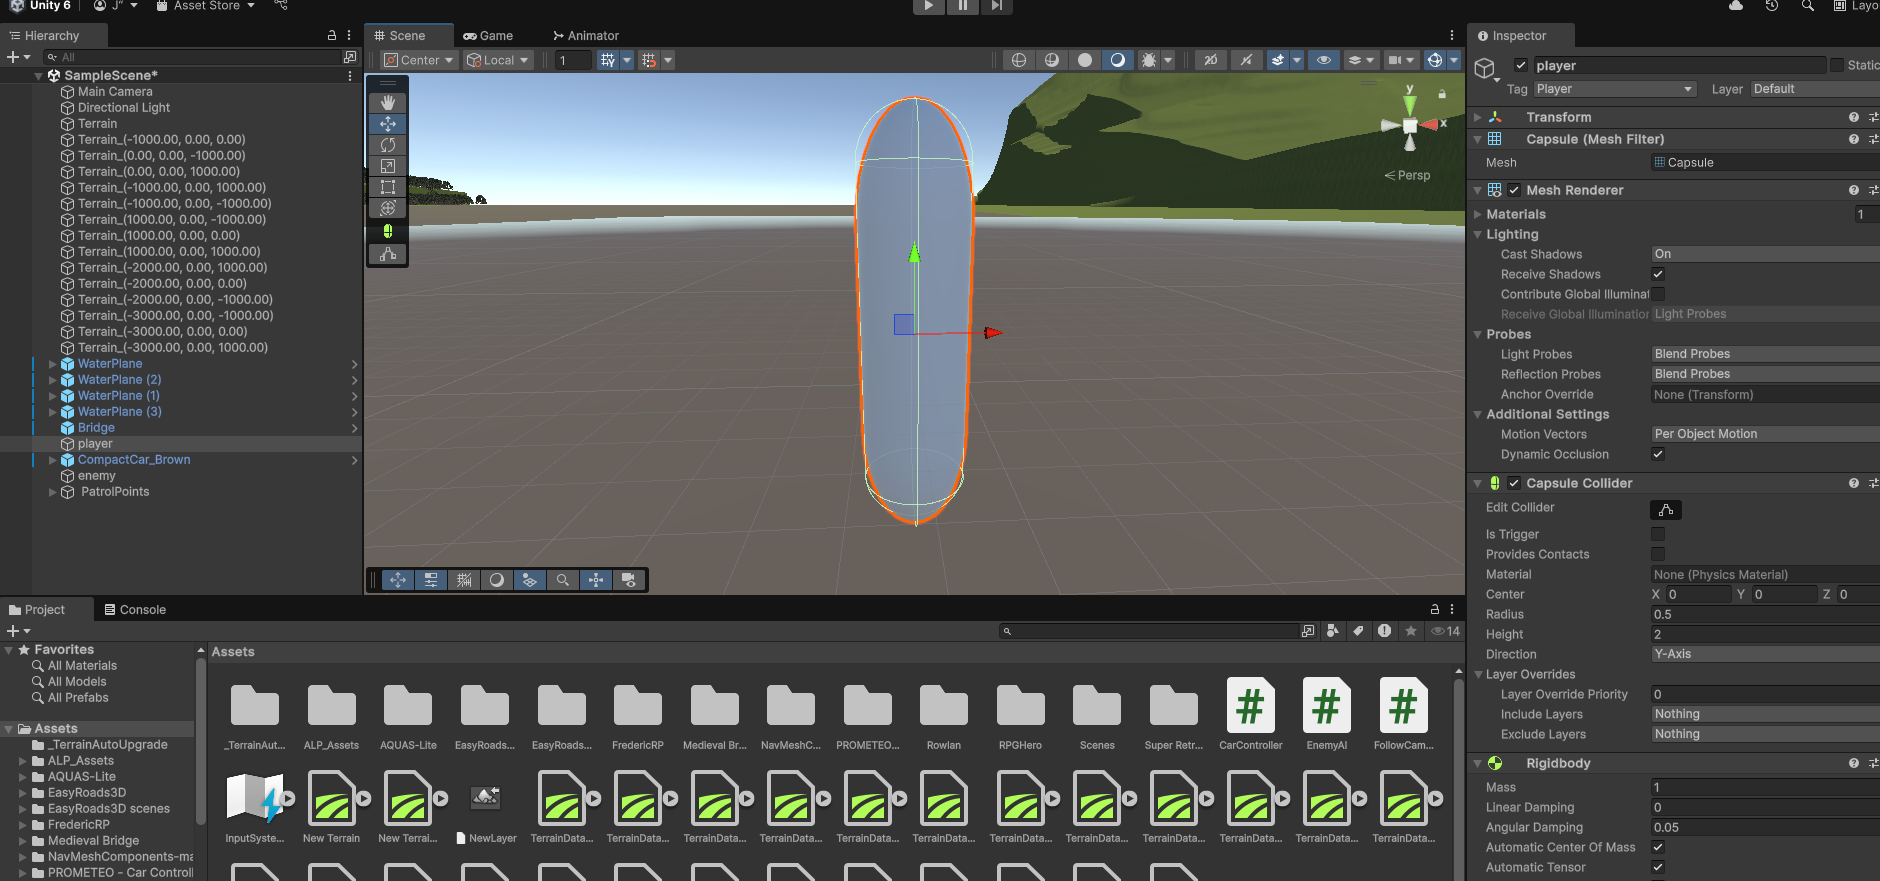 Unity 6
J"
Asset Store
Layo
Hierarchy
All
SampleScene*
Main Camera
Directional Light
Terrain
Terrain_(-1000.00, 0.00, 0.00)
Terrain_(0.00, 0.00, -1000.00)
Terrain_(0.00, 0.00, 1000.00)
Terrain_(-1000.00, 0.00, 1000.00)
Terrain_(-1000.00, 0.00, -1000.00)
Terrain_(1000.00, 0.00, -1000.00)
Terrain_(1000.00, 0.00, 0.00)
Terrain_(1000.00, 0.00, 1000.00)
Terrain_(-2000.00, 0.00, 1000.00)
Terrain_(-2000.00, 0.00, 0.00)
Terrain_(-2000.00, 0.00, -1000.00)
Terrain_(-3000.00, 0.00, -1000.00)
Terrain_(-3000.00, 0.00, 0.00)
Terrain_(-3000.00, 0.00, 1000.00)
WaterPlane
WaterPlane (2)
WaterPlane (1)
WaterPlane (3)
Bridge
player
CompactCar_Brown
enemy
PatrolPoints
Scene
Game
Animator
Center
Local
1
2D
y
x
Persp
Inspector
player
Static
Tag Player
Layer Default
Transform
Capsule (Mesh Filter)
Mesh Capsule
Mesh Renderer
Materials 1
Lighting
Cast Shadows On
Receive Shadows
Contribute Global Illuminat
Receive Global Illumination Light Probes
Probes
Light Probes Blend Probes
Reflection Probes Blend Probes
Anchor Override None (Transform)
Additional Settings
Motion Vectors Per Object Motion
Dynamic Occlusion
Capsule Collider
Edit Collider
Is Trigger
Provides Contacts
Material None (Physics Material)
Center X 0 Y 0 Z 0
Radius 0.5
Height 2
Direction Y-Axis
Layer Overrides
Layer Override Priority 0
Include Layers Nothing
Exclude Layers Nothing
Rigidbody
Mass 1
Linear Damping 0
Angular Damping 0.05
Automatic Center Of Mass
Automatic Tensor
Project
Console
14
Favorites
All Materials
All Models
All Prefabs
Assets
_TerrainAutoUpgrade
ALP_Assets
AQUAS-Lite
EasyRoads3D
EasyRoads3D scenes
FredericRP
Medieval Bridge
NavMeshComponents-ma
PROMETEO - Car Control
Assets
_TerrainAut...
ALP_Assets
AQUAS-Lite
EasyRoads...
EasyRoads...
FredericRP
Medieval Br...
NavMeshC...
PROMETEO...
Rowlan
RPGHero
Scenes
Super Retr...
CarController
EnemyAI
FollowCam...
InputSyste...
New Terrain
New Terrai...
NewLayer
TerrainData...
TerrainData...
TerrainData...
TerrainData...
TerrainData...
TerrainData...
TerrainData...
TerrainData...
TerrainData...
TerrainData...
TerrainData...
TerrainData...